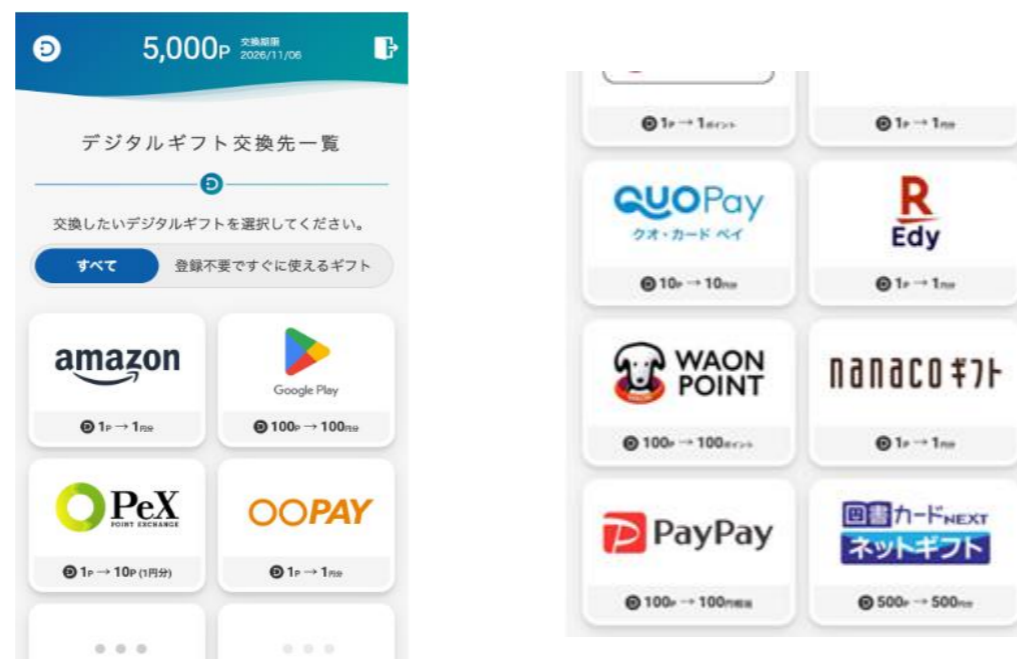 5,000P 交換期限
2026/11/06
デジタルギフト交換先一覧
交換したいデジタルギフトを選択してください。
すべて 登録不要ですぐに使えるギフト
amazon
Google Play
1P → 1円分
100P → 100円分
PeX
POINT EXCHANGE
OOPAY
1P → 10P (1円分)
1P → 1円分
1P → 1ポイント
1P → 1円分
QUOPay
クオ・カード ペイ
R
Edy
10P → 10円分
1P → 1円分
WAON
POINT
nanacoギフト
100P → 100ポイント
1P → 1円分
PayPay
図書カードNEXT
ネットギフト
100P → 100円相当
500P → 500円分